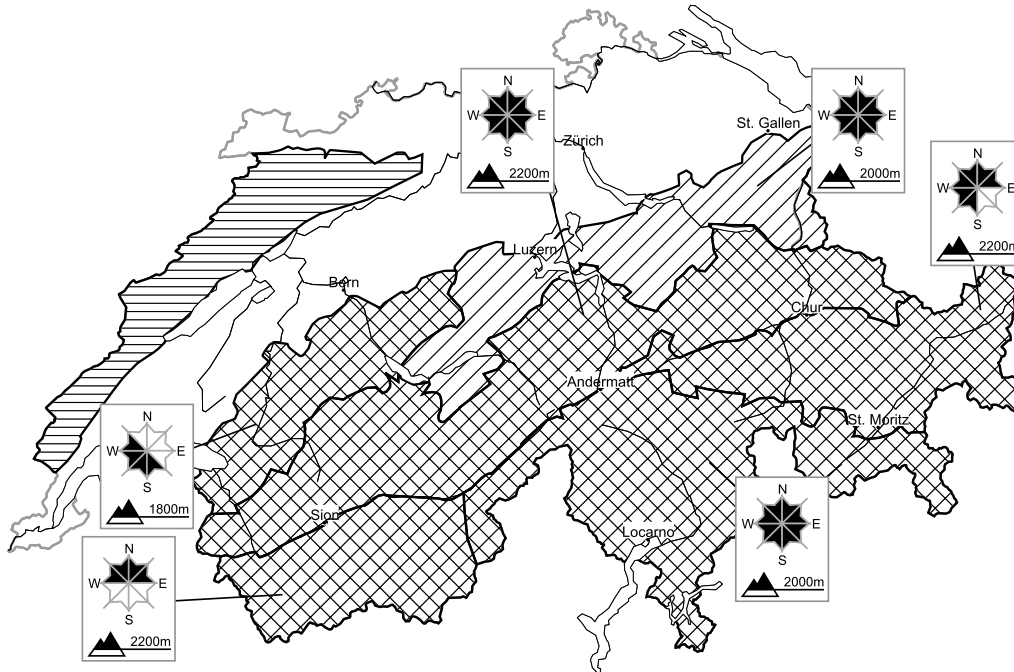 N
W E
S
2200m
N
W E
S
2000m
St. Gallen
Zürich
N
W E
S
2200m
Luzern
Bern
Chur
Andermatt
St. Moritz
N
W E
S
1800m
Sion
Locarno
N
W E
S
2000m
N
W E
S
2200m